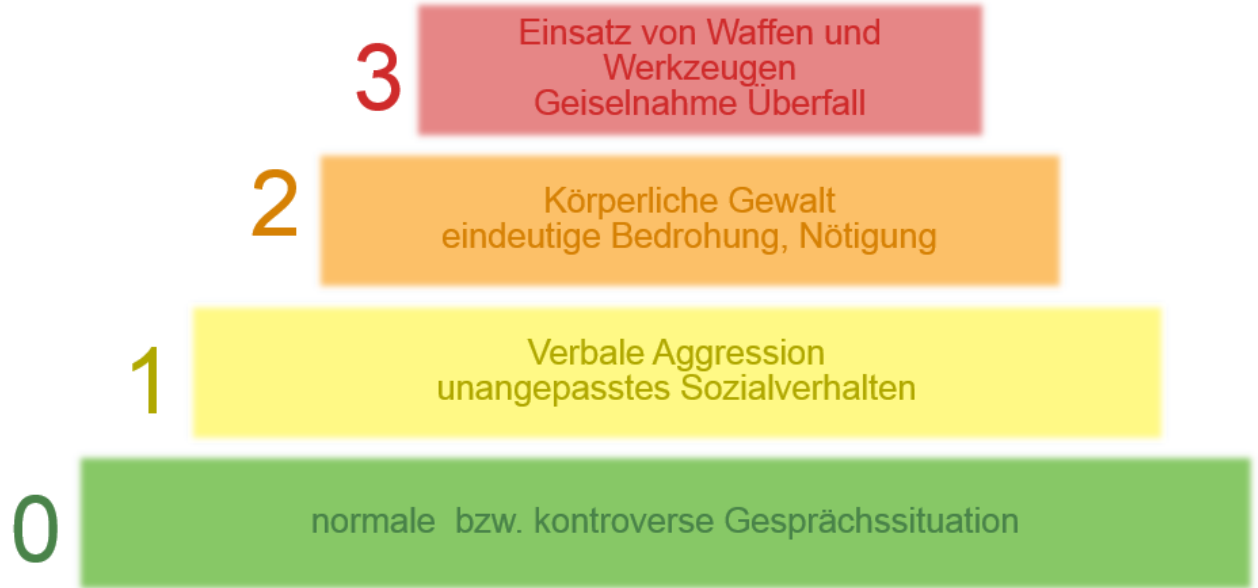 3
Einsatz von Waffen und
Werkzeugen
Geiselnahme Überfall
2
Körperliche Gewalt
eindeutige Bedrohung, Nötigung
1
Verbale Aggression
unangepasstes Sozialverhalten
0
normale bzw. kontroverse Gesprächssituation